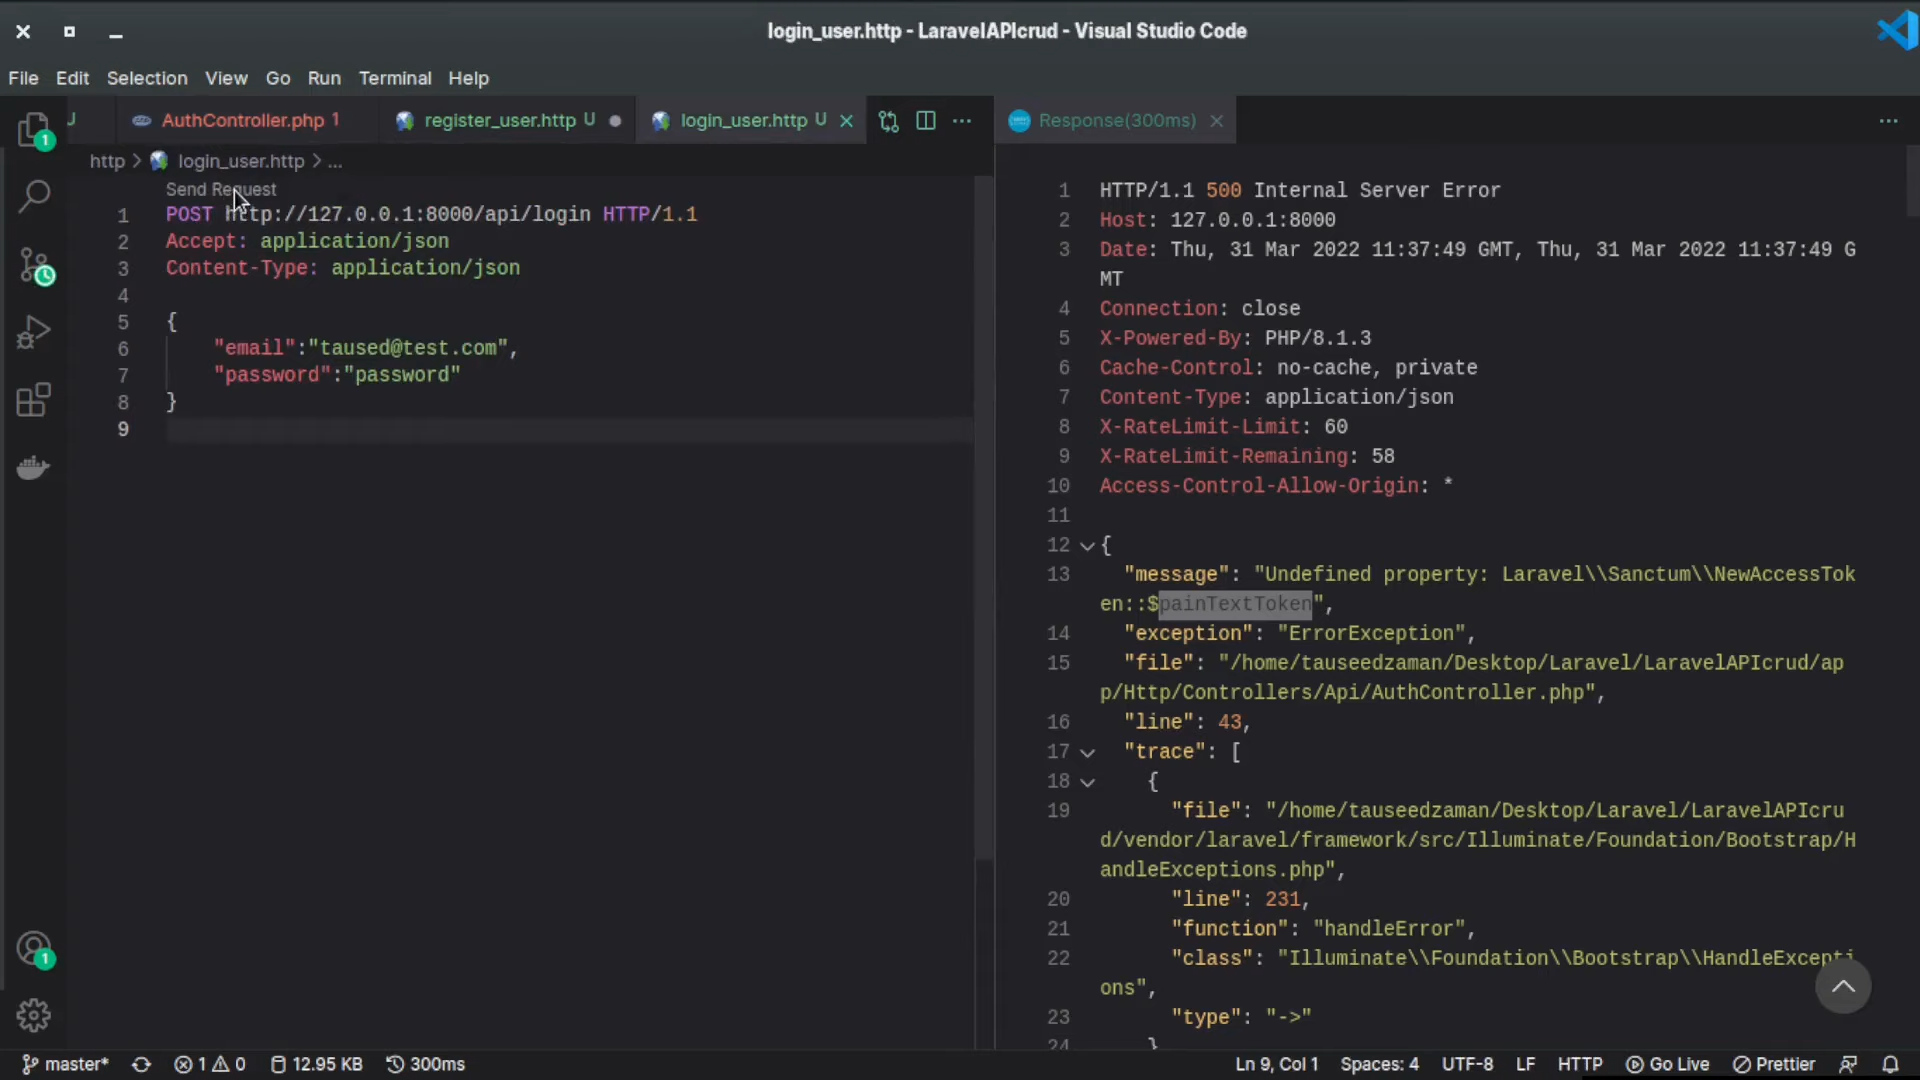 login_user.http - LaravelAPIcrud - Visual Studio Code
File Edit Selection View Go Run Terminal Help
U AuthController.php 1 register_user.http U login_user.http U Response(300ms)
http > login_user.http > ...
Send Request
1 POST http://127.0.0.1:8000/api/login HTTP/1.1
2 Accept: application/json
3 Content-Type: application/json
4
5 {
6 "email":"taused@test.com",
7 "password":"password"
8 }
9
1 HTTP/1.1 500 Internal Server Error
2 Host: 127.0.0.1:8000
3 Date: Thu, 31 Mar 2022 11:37:49 GMT, Thu, 31 Mar 2022 11:37:49 G
MT
4 Connection: close
5 X-Powered-By: PHP/8.1.3
6 Cache-Control: no-cache, private
7 Content-Type: application/json
8 X-RateLimit-Limit: 60
9 X-RateLimit-Remaining: 58
10 Access-Control-Allow-Origin: *
11
12 {
13 "message": "Undefined property: Laravel\\Sanctum\\NewAccessTok
en::$painTextToken",
14 "exception": "ErrorException",
15 "file": "/home/tauseedzaman/Desktop/Laravel/LaravelAPIcrud/ap
p/Http/Controllers/Api/AuthController.php",
16 "line": 43,
17 "trace": [
18 {
19 "file": "/home/tauseedzaman/Desktop/Laravel/LaravelAPIcru
d/vendor/laravel/framework/src/Illuminate/Foundation/Bootstrap/H
andleExceptions.php",
20 "line": 231,
21 "function": "handleError",
22 "class": "Illuminate\\Foundation\\Bootstrap\\HandleExcepti
ons",
23 "type": "->"
24 }
1
1
master* 1 0 12.95 KB 300ms Ln 9, Col 1 Spaces: 4 UTF-8 LF HTTP Go Live Prettier